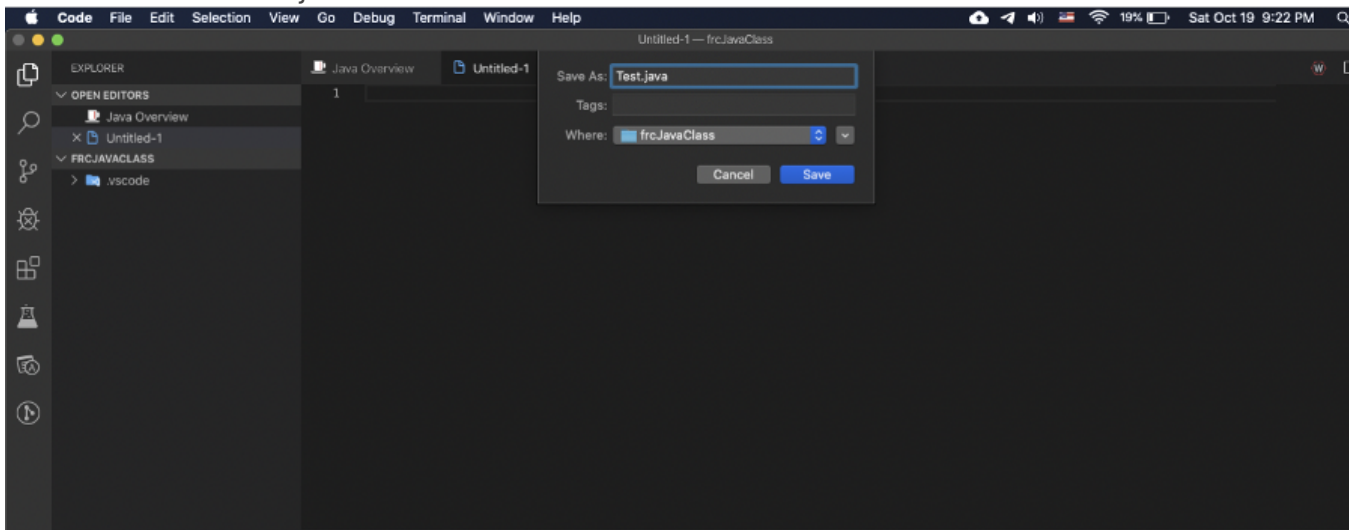 Code File Edit Selection View Go Debug Terminal Window Help 19% Sat Oct 19 9:22 PM
Untitled-1 — frcJavaClass
EXPLORER
OPEN EDITORS
Java Overview
Untitled-1
FRCJAVACLASS
.vscode
Java Overview Untitled-1
1
Save As: Test.java
Tags:
Where: frcJavaClass
Cancel Save
W